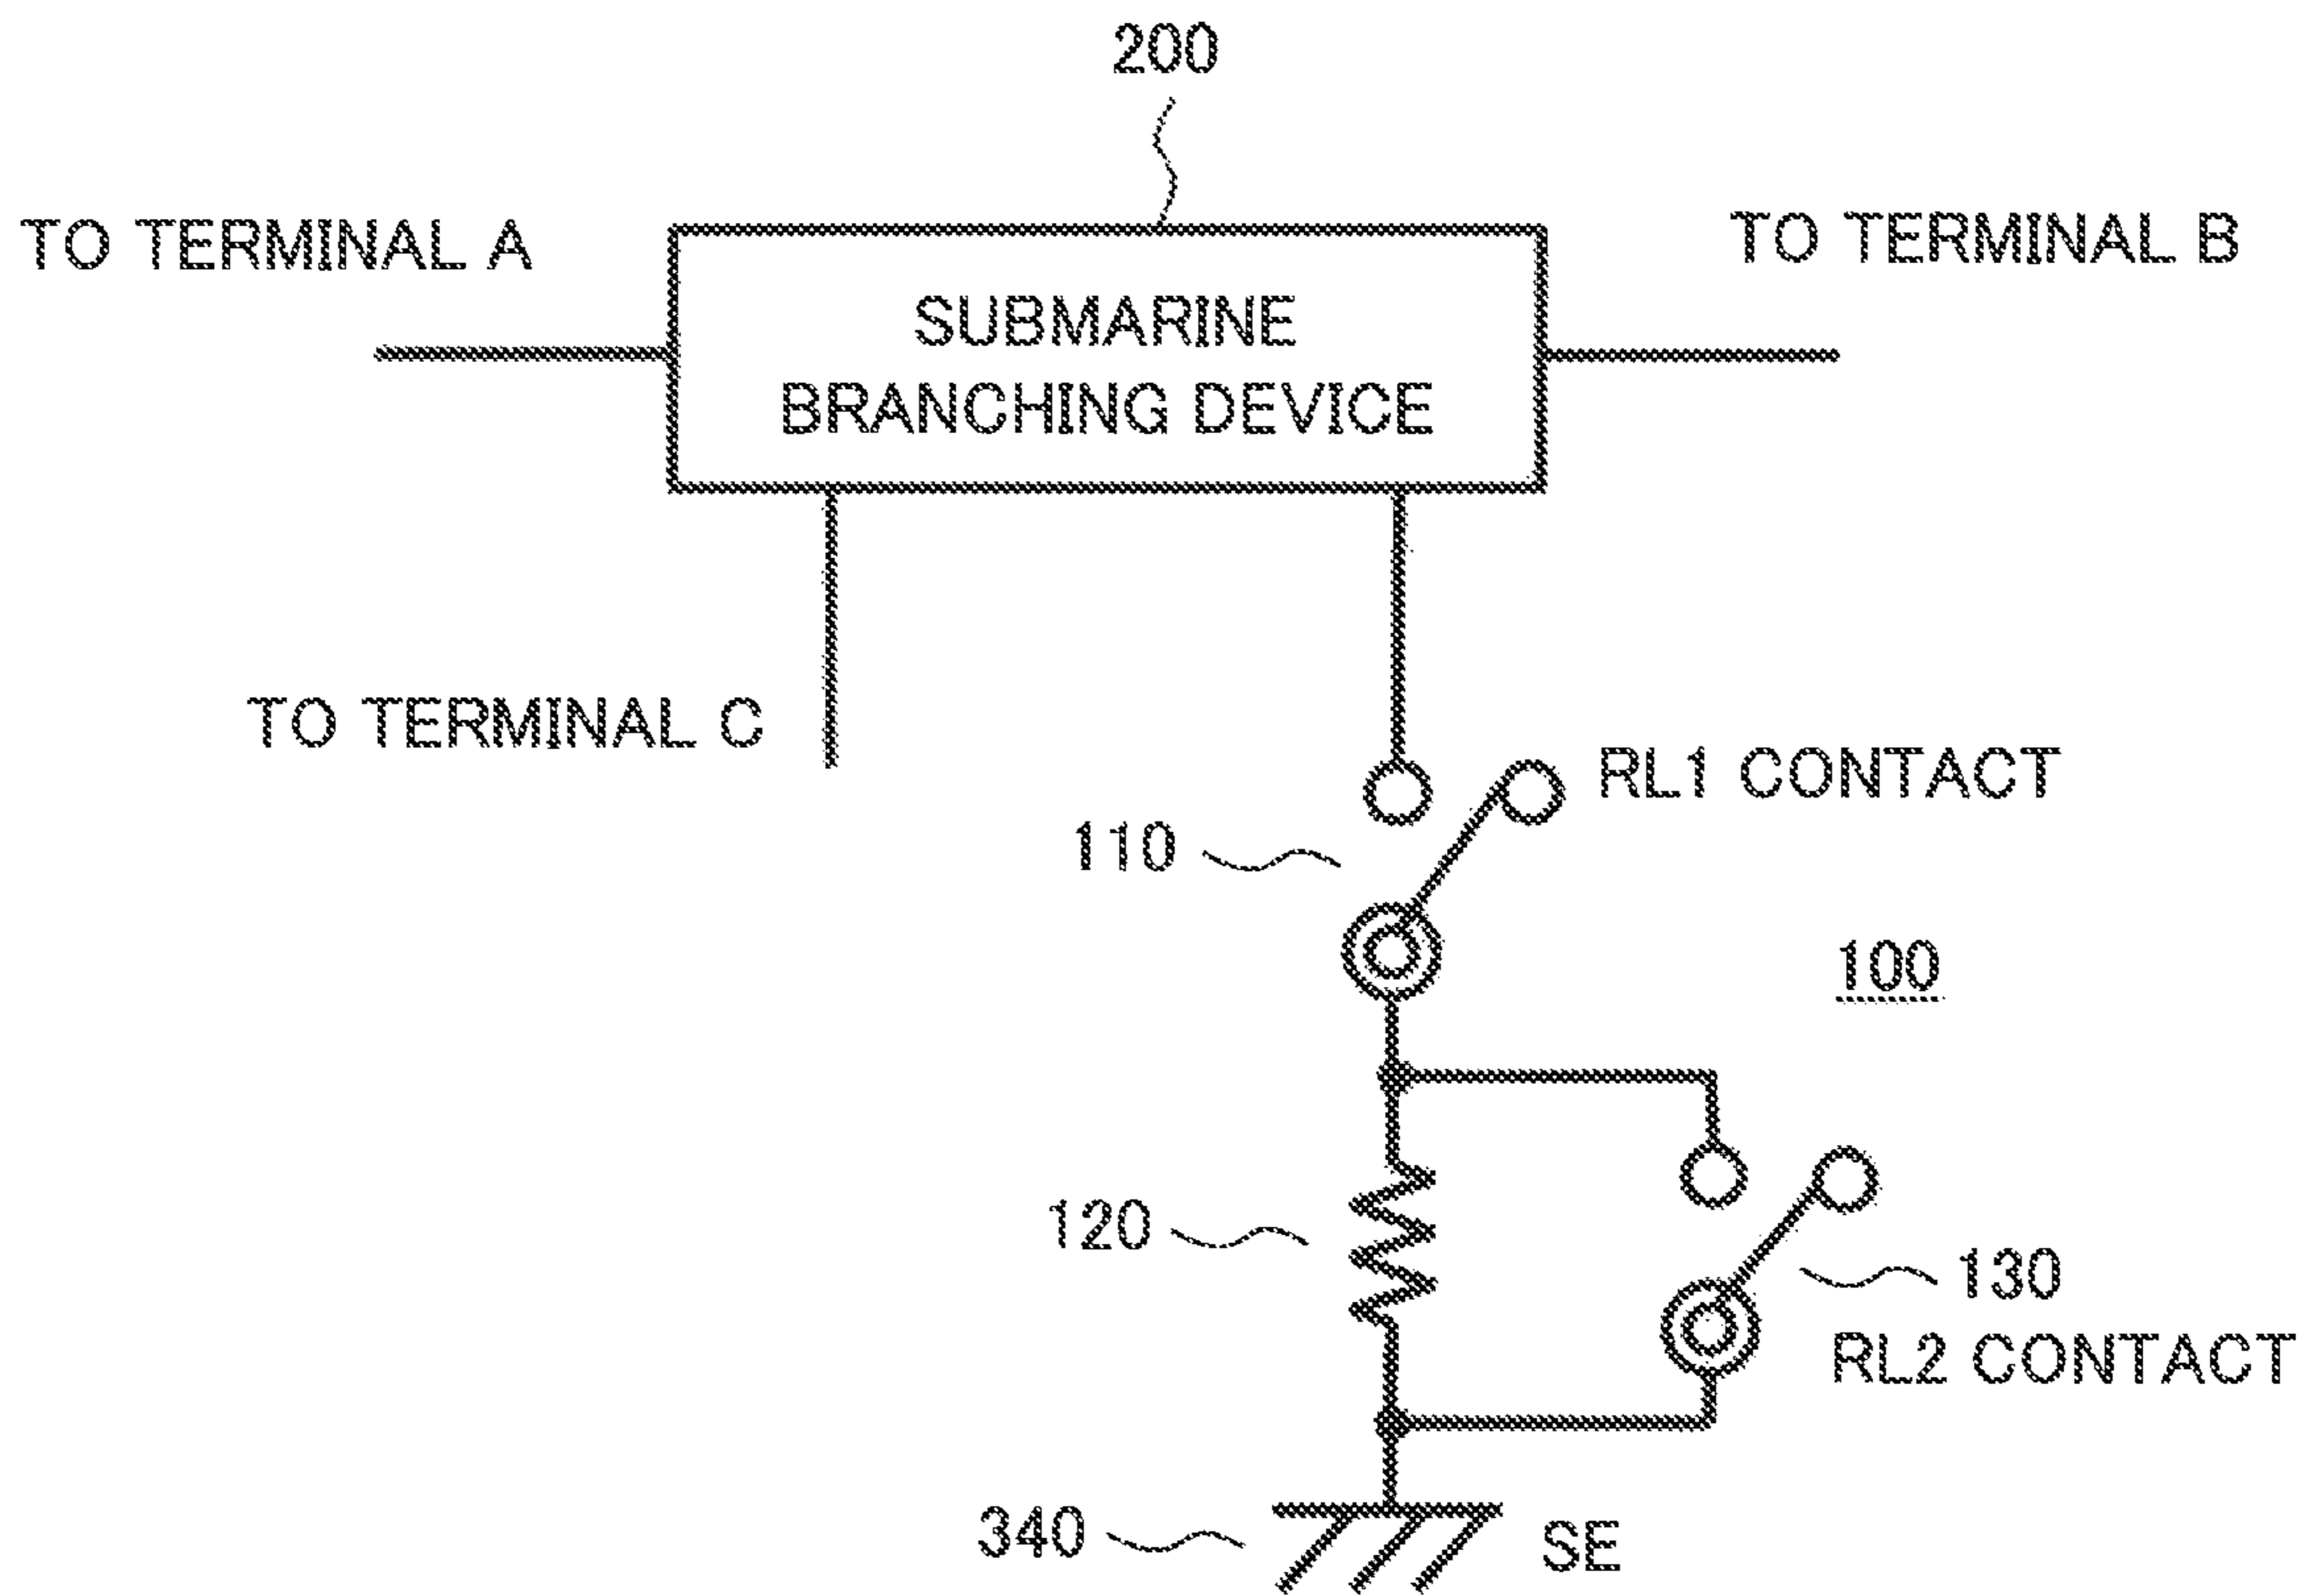 200
TO TERMINAL A
TO TERMINAL B
SUBMARINE
BRANCHING DEVICE
TO TERMINAL C
RL1 CONTACT
110
100
120
130
RL2 CONTACT
340
SE